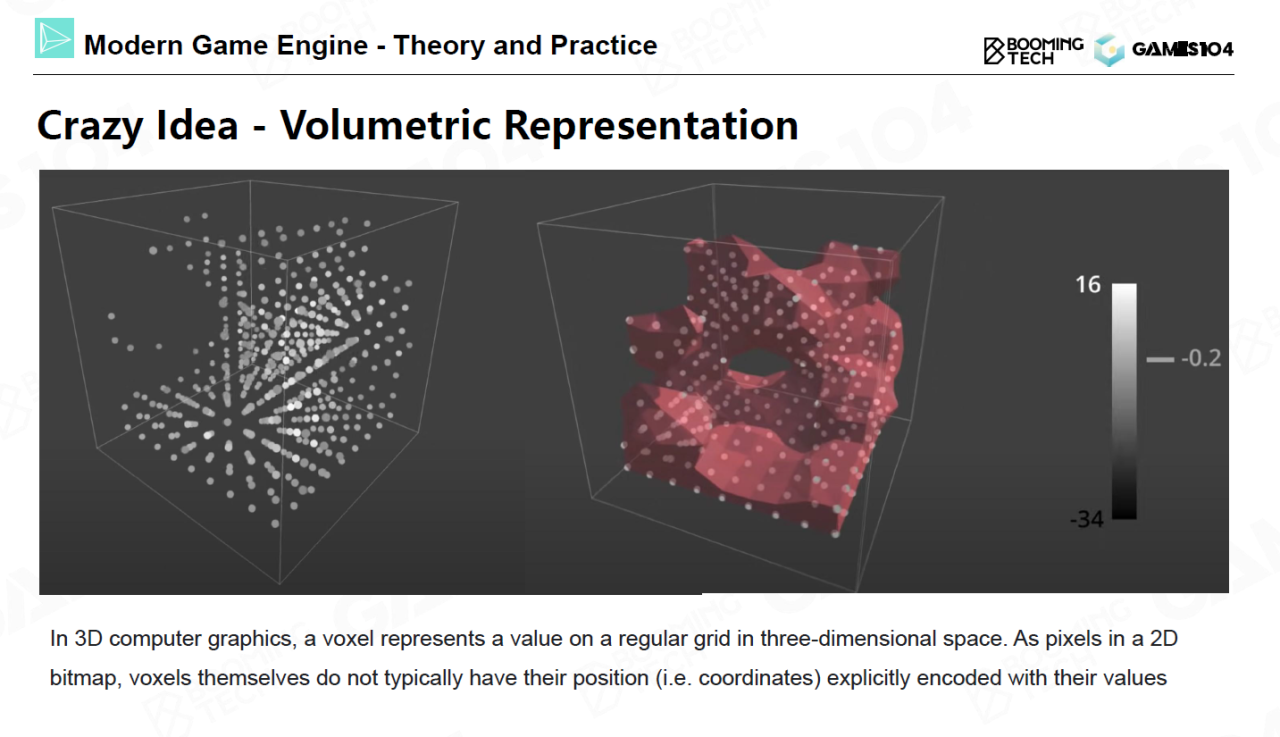 Modern Game Engine - Theory and Practice
BOOMING
TECH
GAMES104
Crazy Idea - Volumetric Representation
16
-0.2
-34
In 3D computer graphics, a voxel represents a value on a regular grid in three-dimensional space. As pixels in a 2D
bitmap, voxels themselves do not typically have their position (i.e. coordinates) explicitly encoded with their values